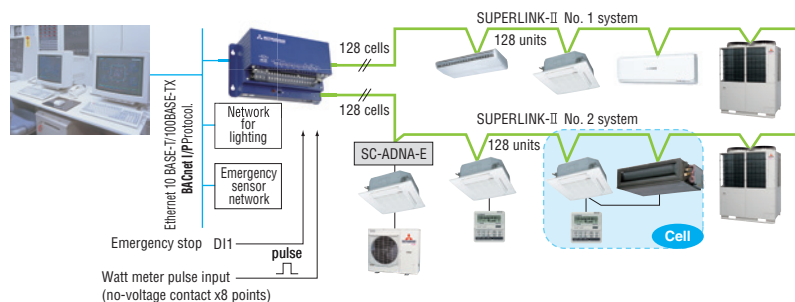 SUPERLINK-II No. 1 system
128 cells
128 units
128 cells
SUPERLINK-II No. 2 system
128 units
Ethernet 10 BASE-T/100BASE-TX
BACnet I/P Protocol.
Network
for
lighting
Emergency
sensor
network
SC-ADNA-E
Cell
Emergency stop DI1
pulse
Watt meter pulse input
(no-voltage contact x8 points)